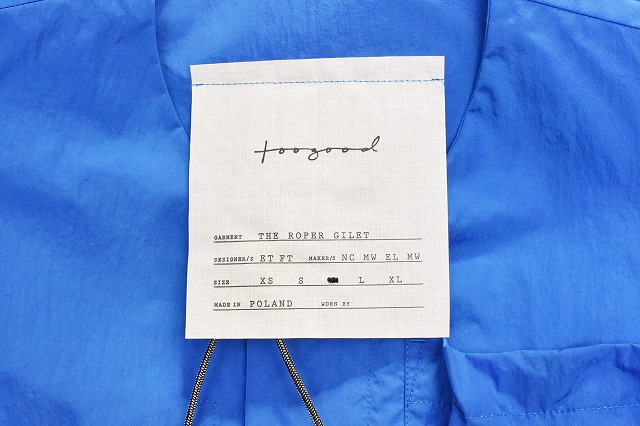 toogood
GARMENT THE ROPER GILET
DESIGNER/S ET FT MAKER/S NC MW EL MW
SIZE XS S L XL
MADE IN POLAND WORN BY